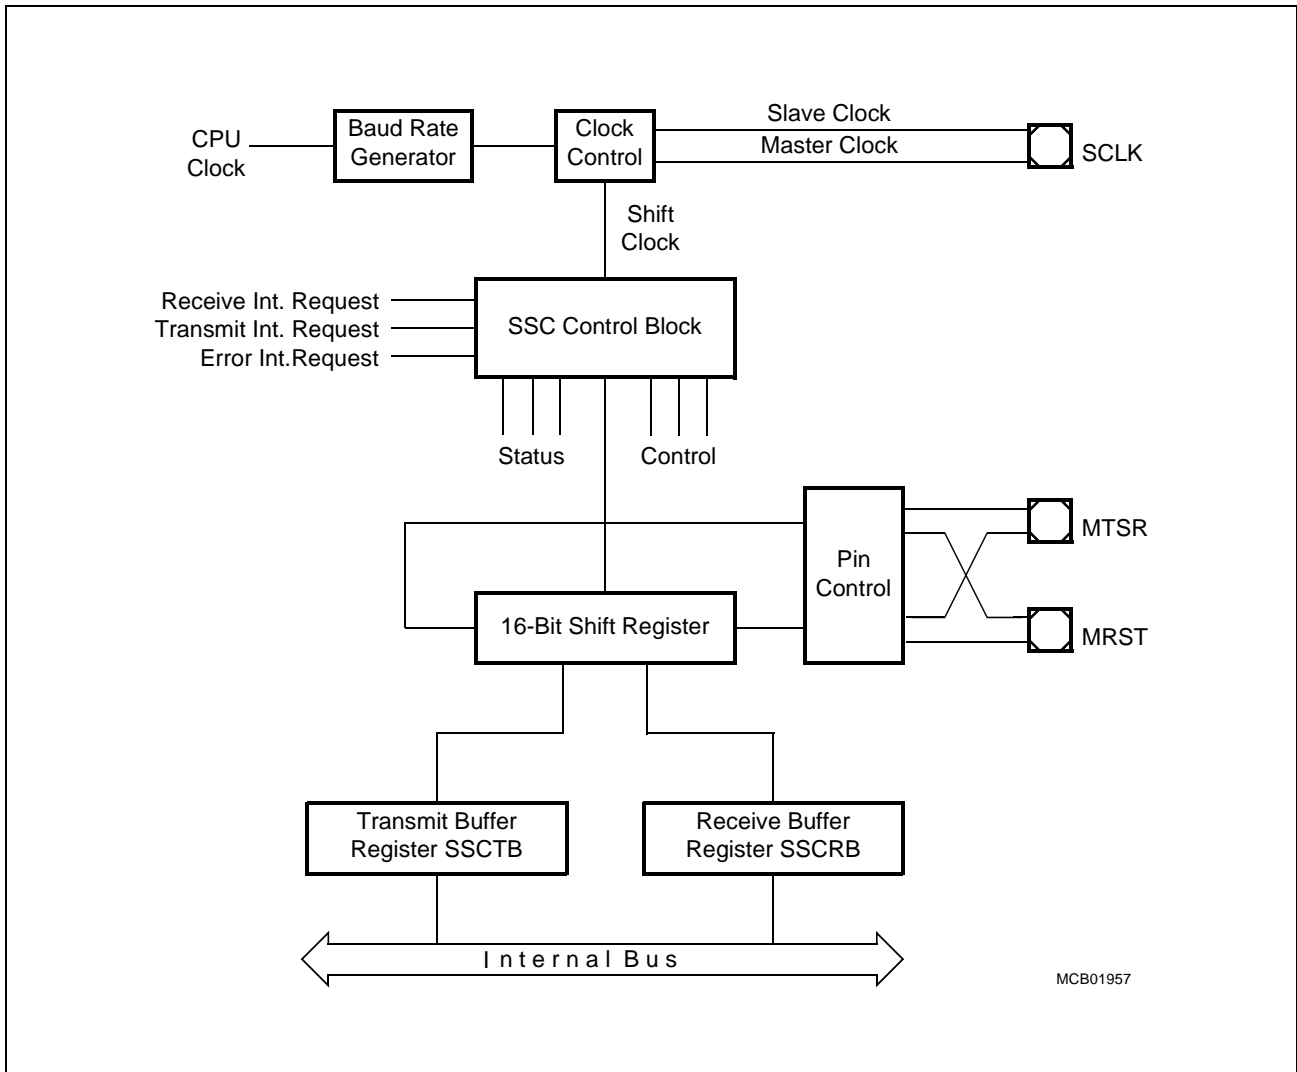 CPU
Clock
Baud Rate
Generator
Clock
Control
Slave Clock
Master Clock
SCLK
Shift
Clock
Receive Int. Request
Transmit Int. Request
Error Int.Request
SSC Control Block
Status
Control
Pin
Control
MTSR
MRST
16-Bit Shift Register
Transmit Buffer
Register SSCTB
Receive Buffer
Register SSCRB
Internal Bus
MCB01957